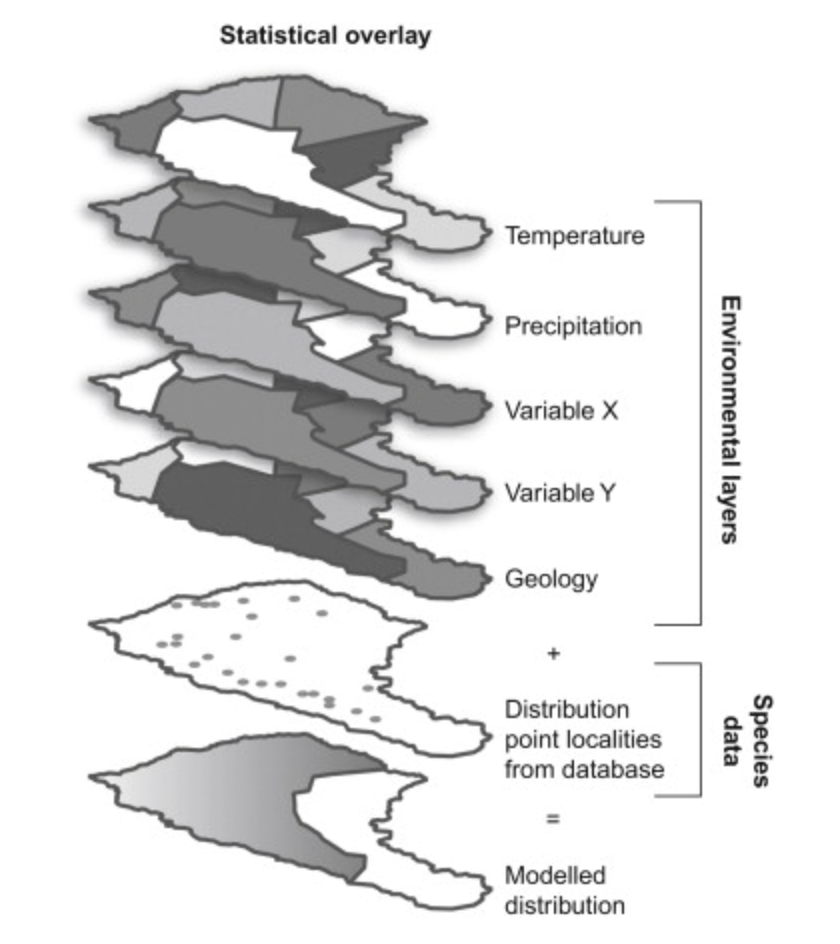 Statistical overlay
Temperature
Precipitation
Variable X
Variable Y
Geology
Environmental layers
+
Distribution
point localities
from database
Species
data
=
Modelled
distribution